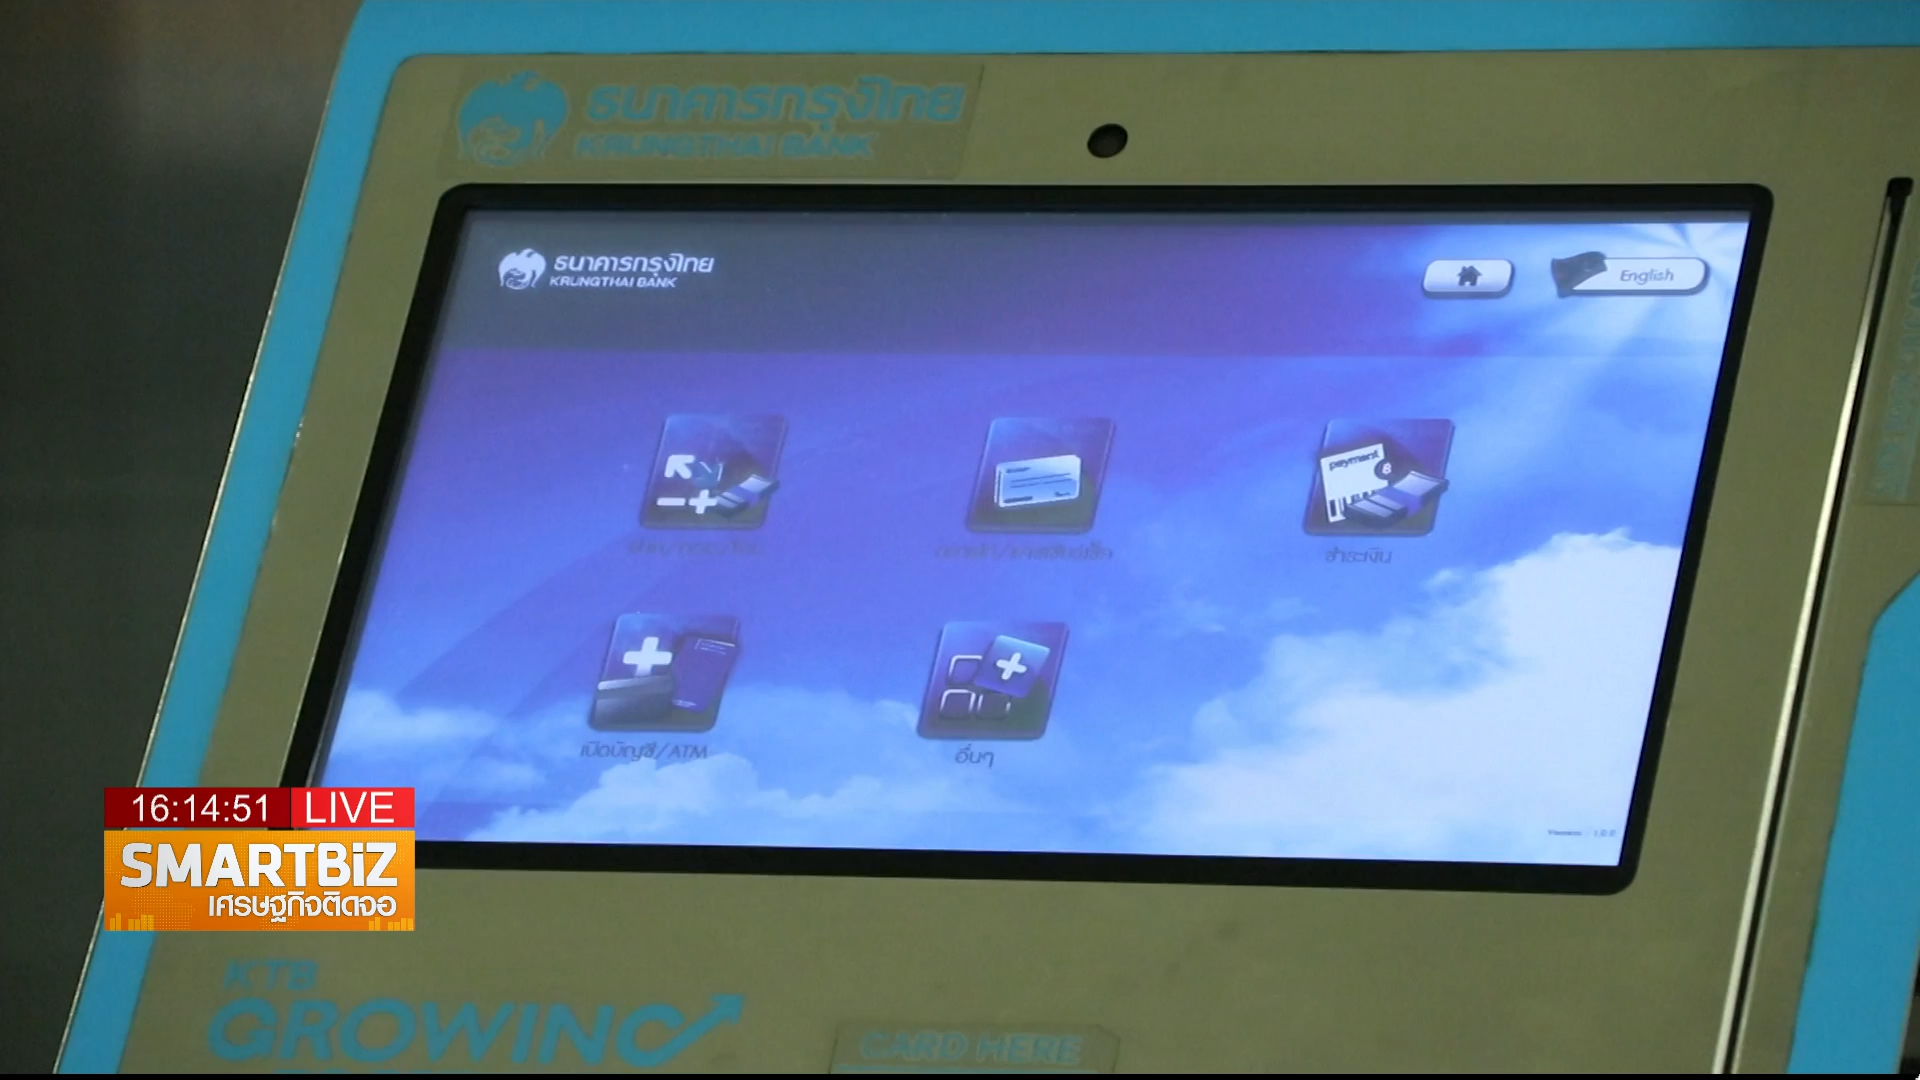 ธนาคารกรุงไทย
KRUNGTHAI BANK
ธนาคารกรุงไทย
KRUNGTHAI BANK
English
payment
ชำระเงิน
เปิดบัญชี/ATM
อื่นๆ
16:14:51 LIVE
SMARTBiZ
เศรษฐกิจติดจอ
KTB
GROWING
CARD HERE